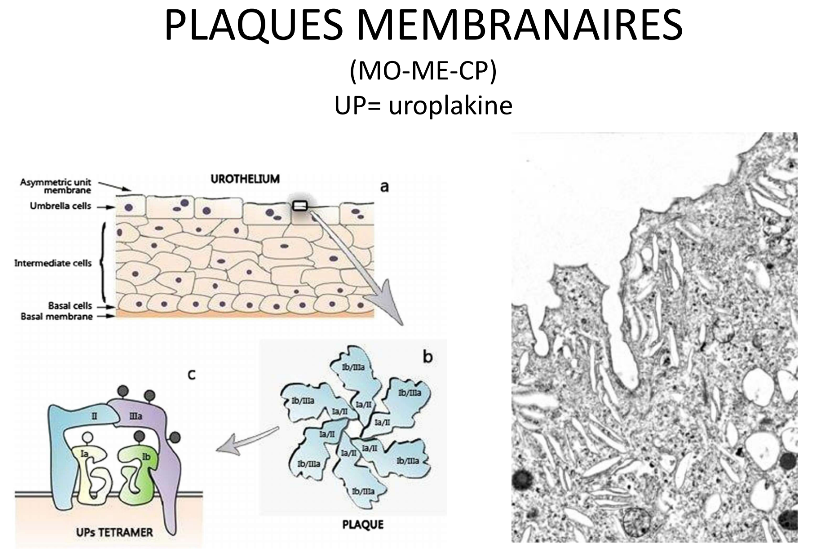 PLAQUES MEMBRANAIRES
(MO-ME-CP)
UP= uroplakine
UROTHELIUM
a
Asymmetric unit
membrane
Umbrella cells
Intermediate cells
Basal cells
Basal membrane
b
Ib/IIIa
Ib/IIIa
Ib/IIIa
Ia/II
Ia/II
Ia/II
Ia/II
Ia/II
Ia/II
Ib/IIIa
Ib/IIIa
Ib/IIIa
PLAQUE
c
II
IIIa
Ia
Ib
UPs TETRAMER